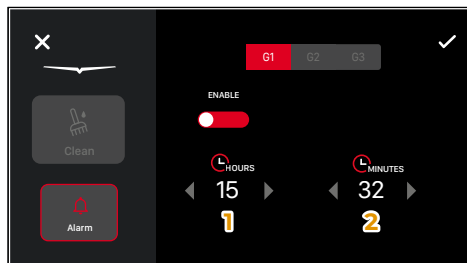 G1 G2 G3
ENABLE
Clean
HOURS MINUTES
15 32
Alarm
1 2